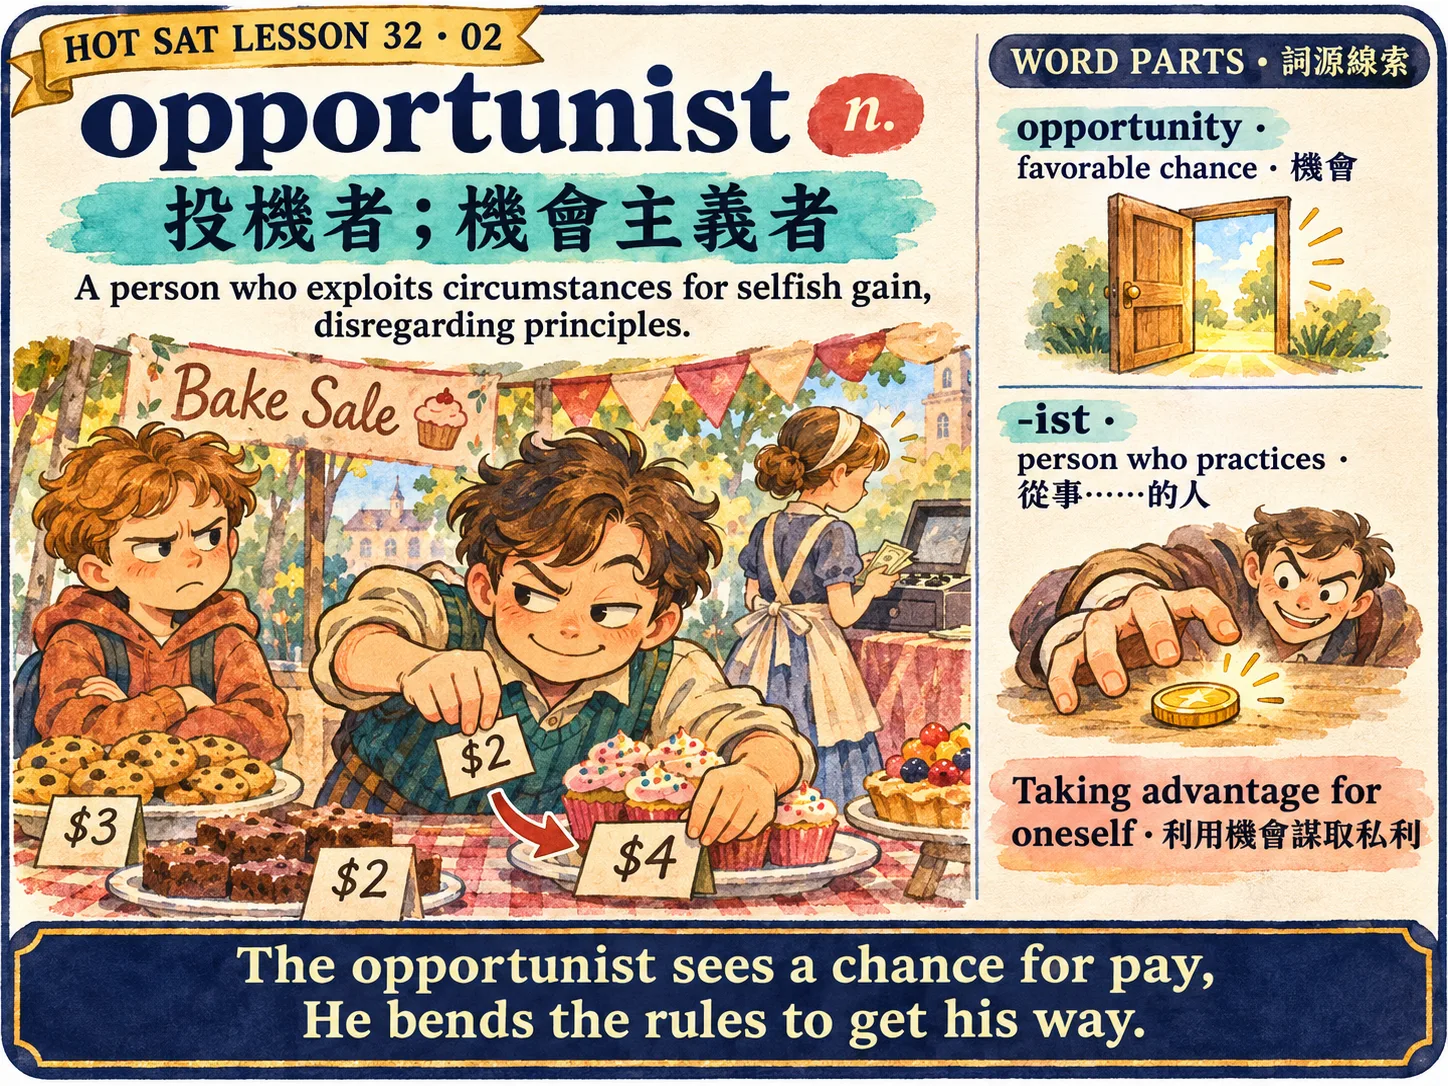 HOT SAT LESSON 32 · 02
opportunist n.
投機者；機會主義者
A person who exploits circumstances for selfish gain,
disregarding principles.
Bake Sale
$2
$3
$2
$4
WORD PARTS · 詞源線索
opportunity ·
favorable chance · 機會
-ist ·
person who practices ·
從事……的人
Taking advantage for
oneself · 利用機會謀取私利
The opportunist sees a chance for pay,
He bends the rules to get his way.